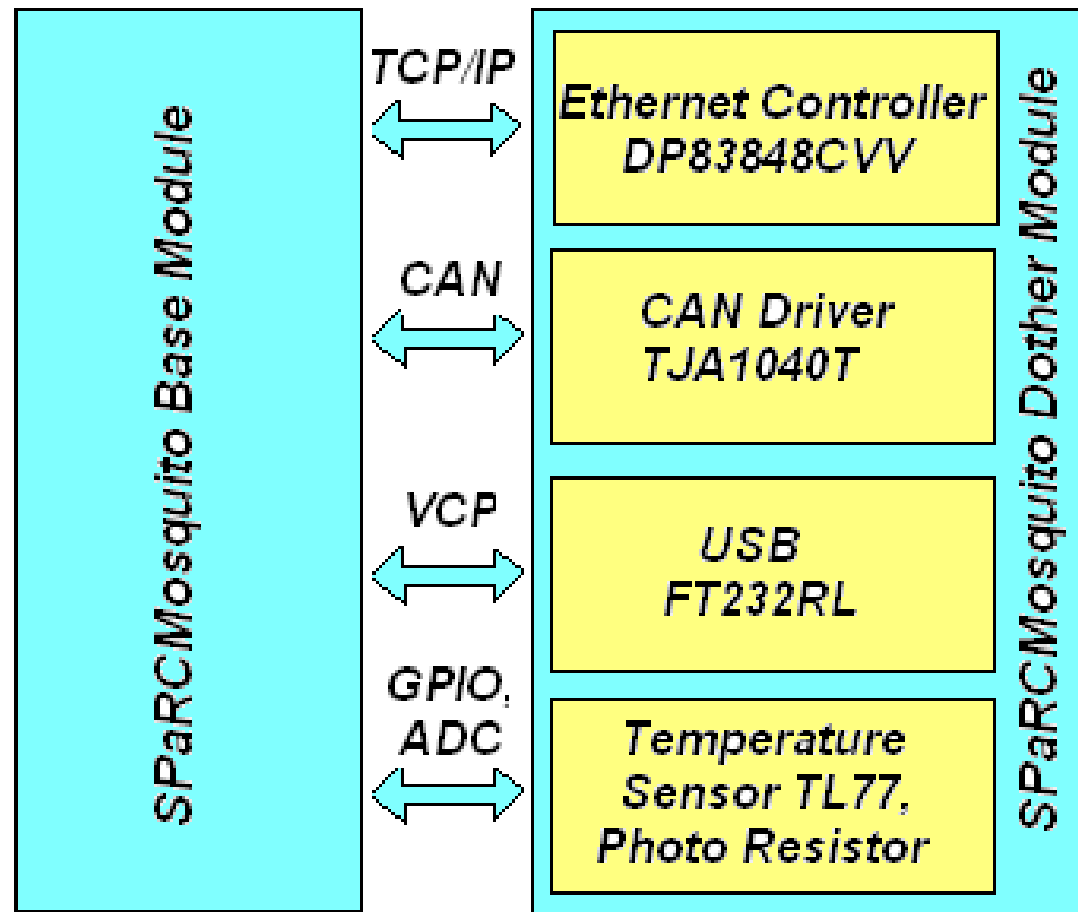 SPaRCMosquito Base Module
TCP/IP
CAN
VCP
GPIO,
ADC
Ethernet Controller
DP83848CVV
CAN Driver
TJA1040T
USB
FT232RL
Temperature
Sensor TL77,
Photo Resistor
SPaRCMosquito Dother Module